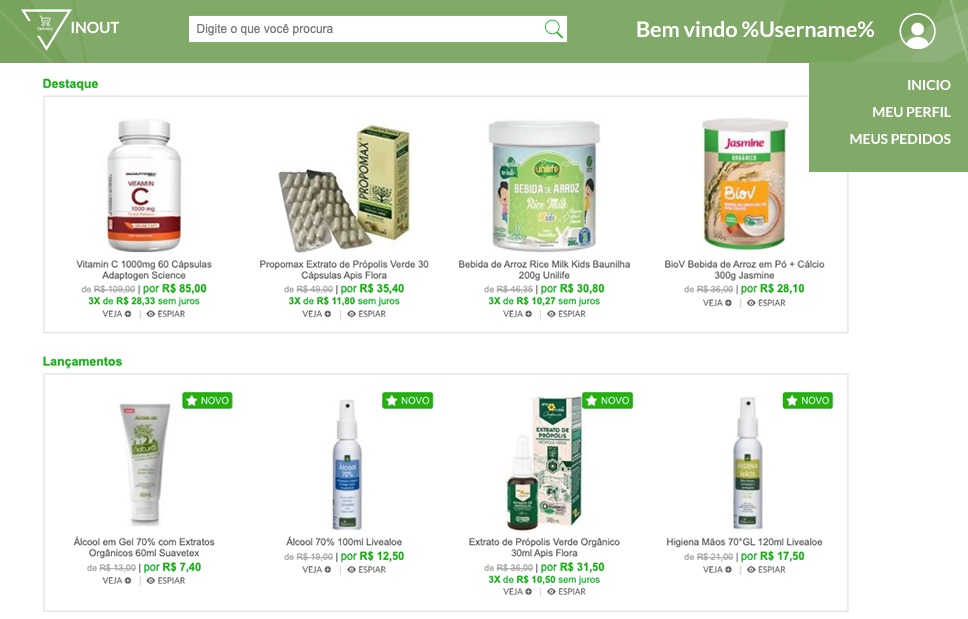 Delivery
INOUT
Digite o que você procura
Bem vindo %Username%
INICIO
MEU PERFIL
MEUS PEDIDOS
Destaque
VITAMIN
C
1000 mg
PROPOMAX
unilife
BEBIDA DE ARROZ
Rice Milk
Kids
Jasmine
ORGÂNICO
BioV
Vitamin C 1000mg 60 Cápsulas
Adaptogen Science
de R$ 109,00 | por R$ 85,00
3X de R$ 28,33 sem juros
VEJA | ESPIAR
Propomax Extrato de Própolis Verde 30
Cápsulas Apis Flora
de R$ 49,00 | por R$ 35,40
3X de R$ 11,80 sem juros
VEJA | ESPIAR
Bebida de Arroz Rice Milk Kids Baunilha
200g Unilife
de R$ 46,35 | por R$ 30,80
3X de R$ 10,27 sem juros
VEJA | ESPIAR
BioV Bebida de Arroz em Pó + Cálcio
300g Jasmine
de R$ 36,00 | por R$ 28,10
VEJA | ESPIAR
Lançamentos
NOVO
NOVO
NOVO
NOVO
ÁLCOOL GEL
natural
Álcool
70%
EXTRATO DE
PRÓPOLIS
PRÓPOLIS VERDE
HIGIENA
MÃOS
Álcool em Gel 70% com Extratos
Orgânicos 60ml Suavetex
de R$ 13,00 | por R$ 7,40
VEJA | ESPIAR
Álcool 70% 100ml Livealoe
de R$ 19,00 | por R$ 12,50
VEJA | ESPIAR
Extrato de Própolis Verde Orgânico
30ml Apis Flora
de R$ 36,00 | por R$ 31,50
3X de R$ 10,50 sem juros
VEJA | ESPIAR
Higiena Mãos 70°GL 120ml Livealoe
de R$ 21,00 | por R$ 17,50
VEJA | ESPIAR